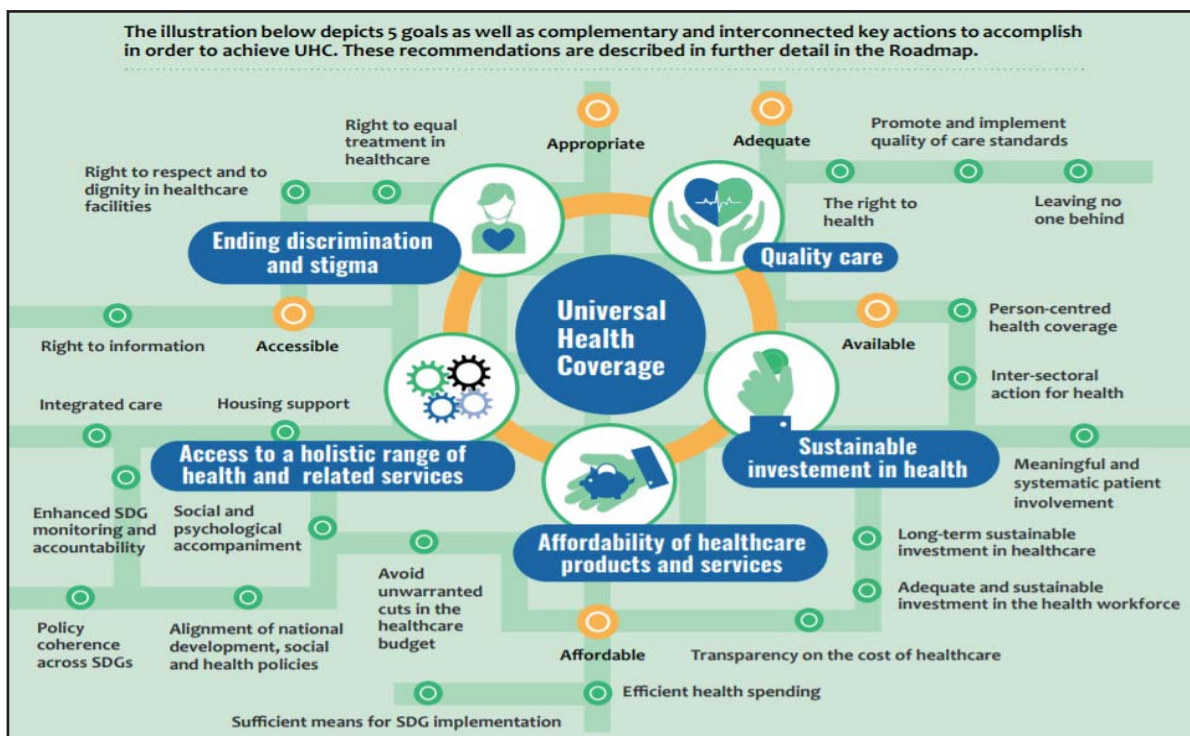 The illustration below depicts 5 goals as well as complementary and interconnected key actions to accomplish
in order to achieve UHC. These recommendations are described in further detail in the Roadmap.
Right to equal
treatment in
healthcare
Appropriate
Adequate
Promote and implement
quality of care standards
Right to respect and to
dignity in healthcare
facilities
The right to
health
Leaving no
one behind
Ending discrimination
and stigma
Quality care
Universal
Health
Coverage
Right to information
Accessible
Available
Person-centred
health coverage
Inter-sectoral
action for health
Integrated care
Housing support
Access to a holistic range of
health and related services
Sustainable
investement in health
Meaningful and
systematic patient
involvement
Enhanced SDG
monitoring and
accountability
Social and
psychological
accompaniment
Affordability of healthcare
products and services
Long-term sustainable
investment in healthcare
Adequate and sustainable
investment in the health workforce
Avoid
unwarranted
cuts in the
healthcare
budget
Policy
coherence
across SDGs
Alignment of national
development, social
and health policies
Affordable
Transparency on the cost of healthcare
Efficient health spending
Sufficient means for SDG implementation